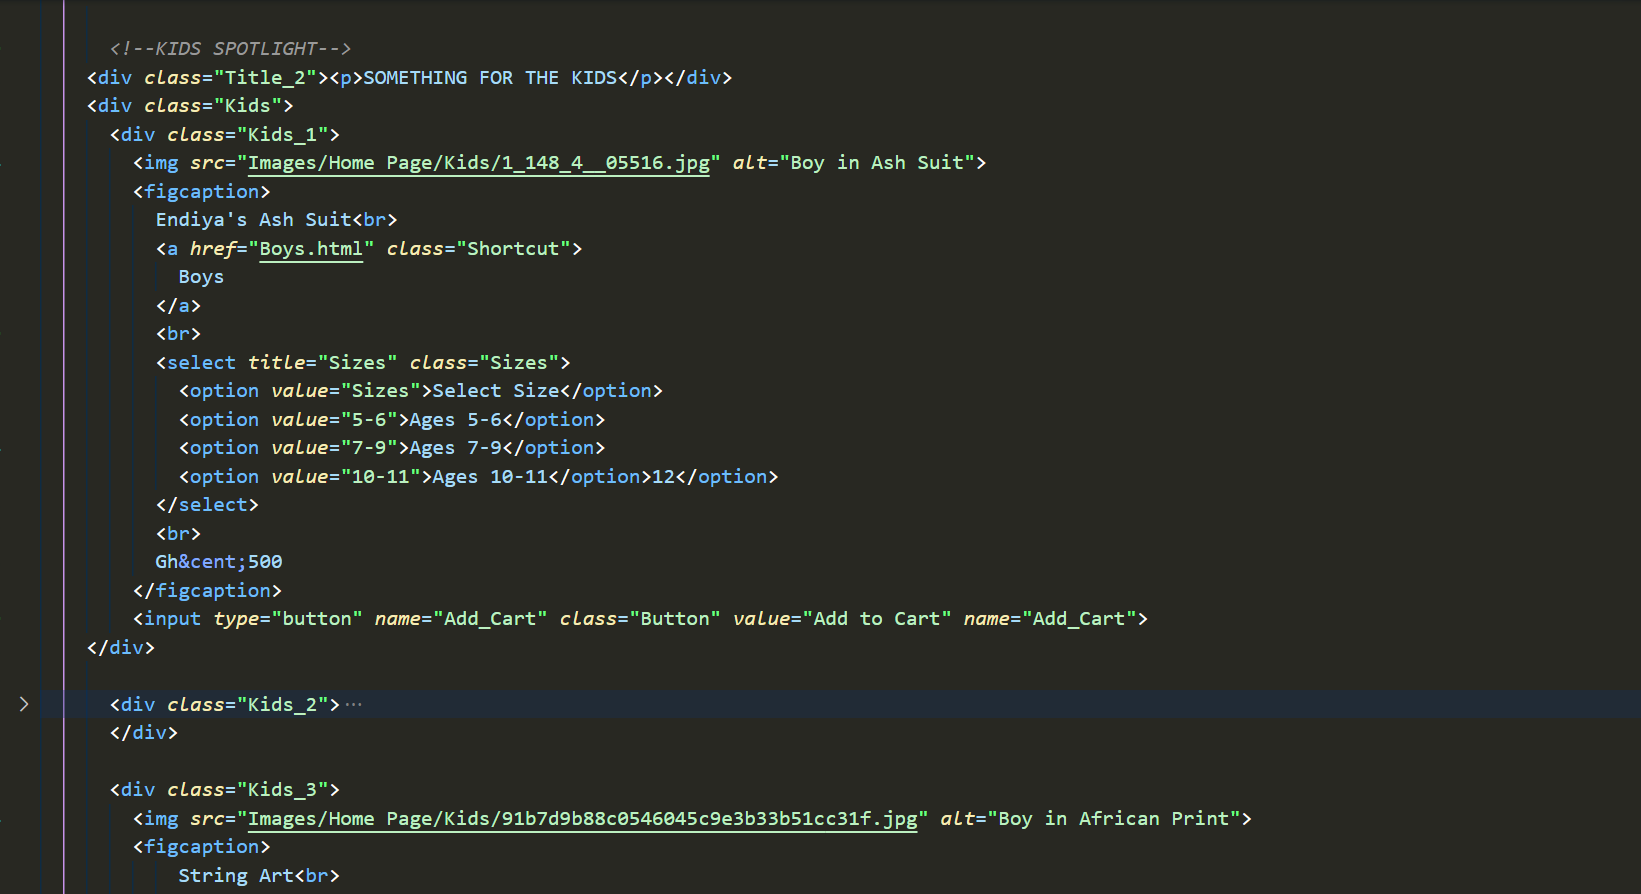 <!--KIDS SPOTLIGHT-->
<div class="Title_2"><p>SOMETHING FOR THE KIDS</p></div>
<div class="Kids">
<div class="Kids_1">
<img src="Images/Home Page/Kids/1_148_4__05516.jpg" alt="Boy in Ash Suit">
<figcaption>
Endiya's Ash Suit<br>
<a href="Boys.html" class="Shortcut">
Boys
</a>
<br>
<select title="Sizes" class="Sizes">
<option value="Sizes">Select Size</option>
<option value="5-6">Ages 5-6</option>
<option value="7-9">Ages 7-9</option>
<option value="10-11">Ages 10-11</option>12</option>
</select>
<br>
Gh&cent;500
</figcaption>
<input type="button" name="Add_Cart" class="Button" value="Add to Cart" name="Add_Cart">
</div>
<div class="Kids_2">···
</div>
<div class="Kids_3">
<img src="Images/Home Page/Kids/91b7d9b88c0546045c9e3b33b51cc31f.jpg" alt="Boy in African Print">
<figcaption>
String Art<br>